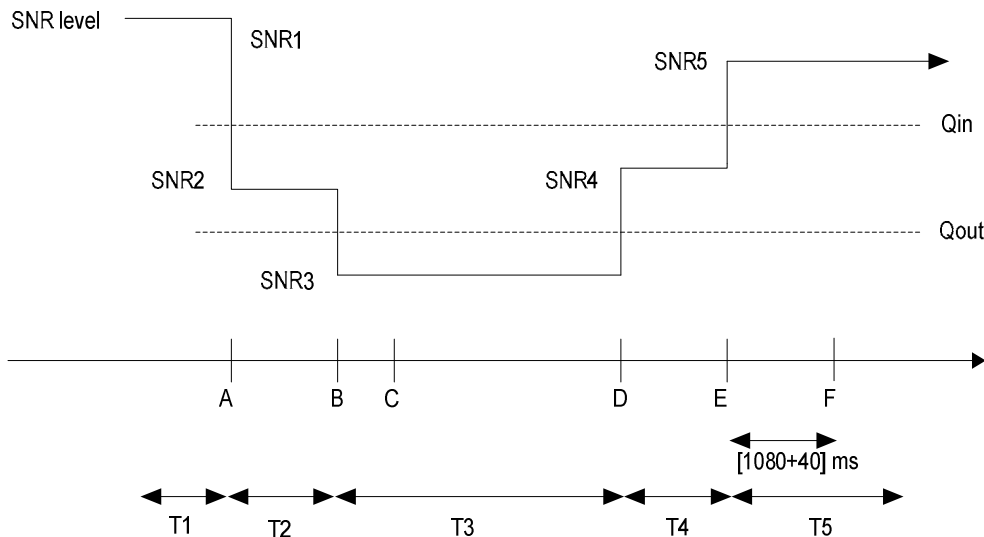 SNR level
SNR1
SNR5
Qin
SNR2
SNR4
Qout
SNR3
A
B
C
D
E
F
[1080+40] ms
T1
T2
T3
T4
T5